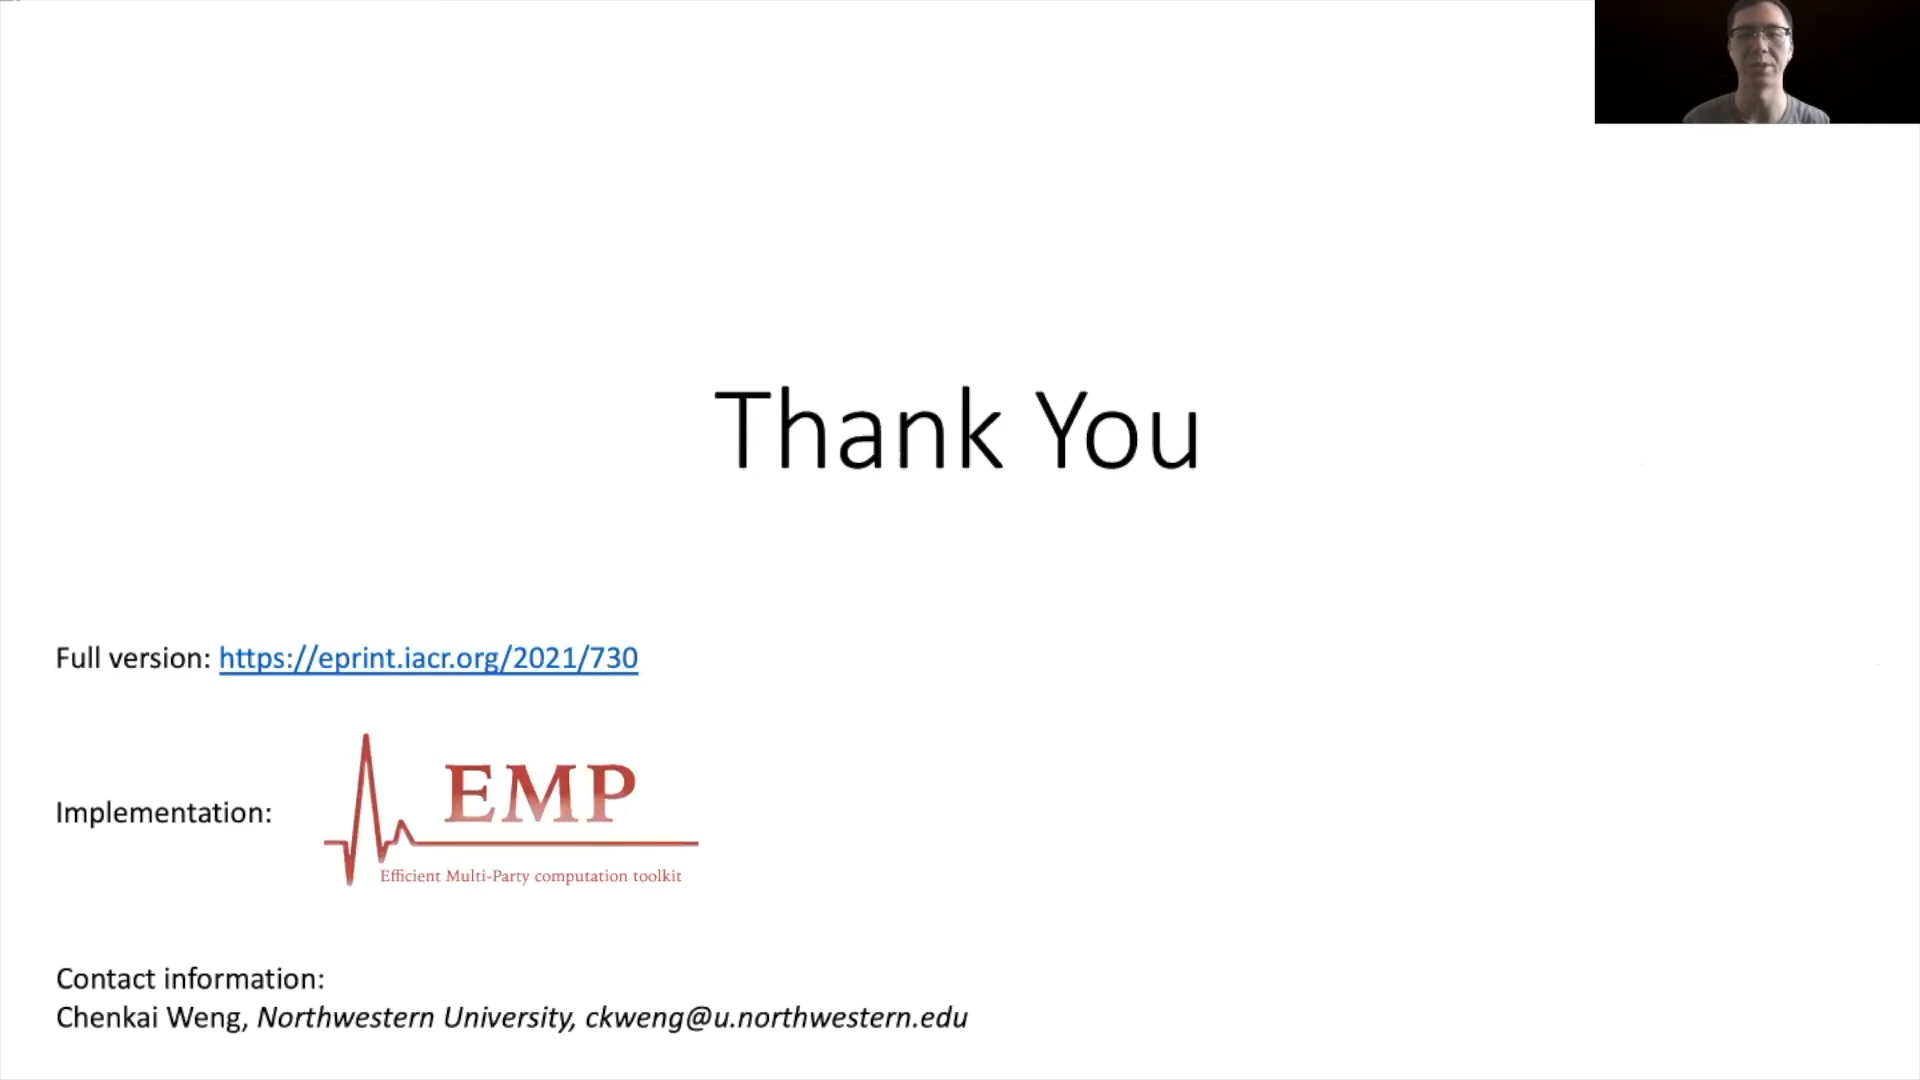 Thank You
Full version: https://eprint.iacr.org/2021/730
Implementation:
EMP
Efficient Multi-Party computation toolkit
Contact information:
Chenkai Weng, Northwestern University, ckweng@u.northwestern.edu